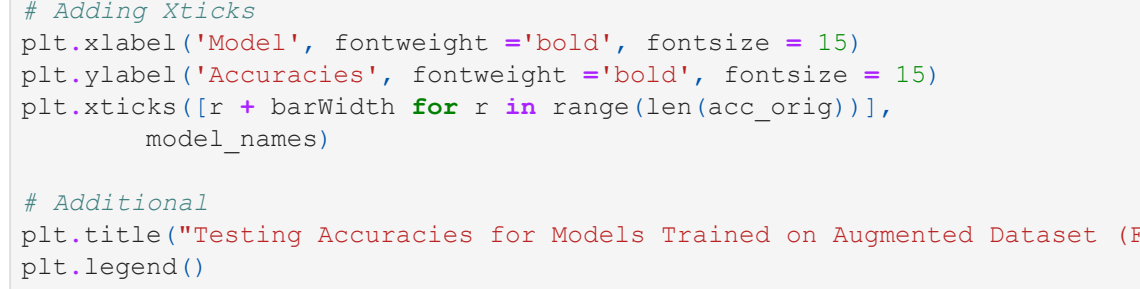 # Adding Xticks
plt.xlabel('Model', fontweight ='bold', fontsize = 15)
plt.ylabel('Accuracies', fontweight ='bold', fontsize = 15)
plt.xticks([r + barWidth for r in range(len(acc_orig))],
        model_names)

# Additional
plt.title("Testing Accuracies for Models Trained on Augmented Dataset (
plt.legend()